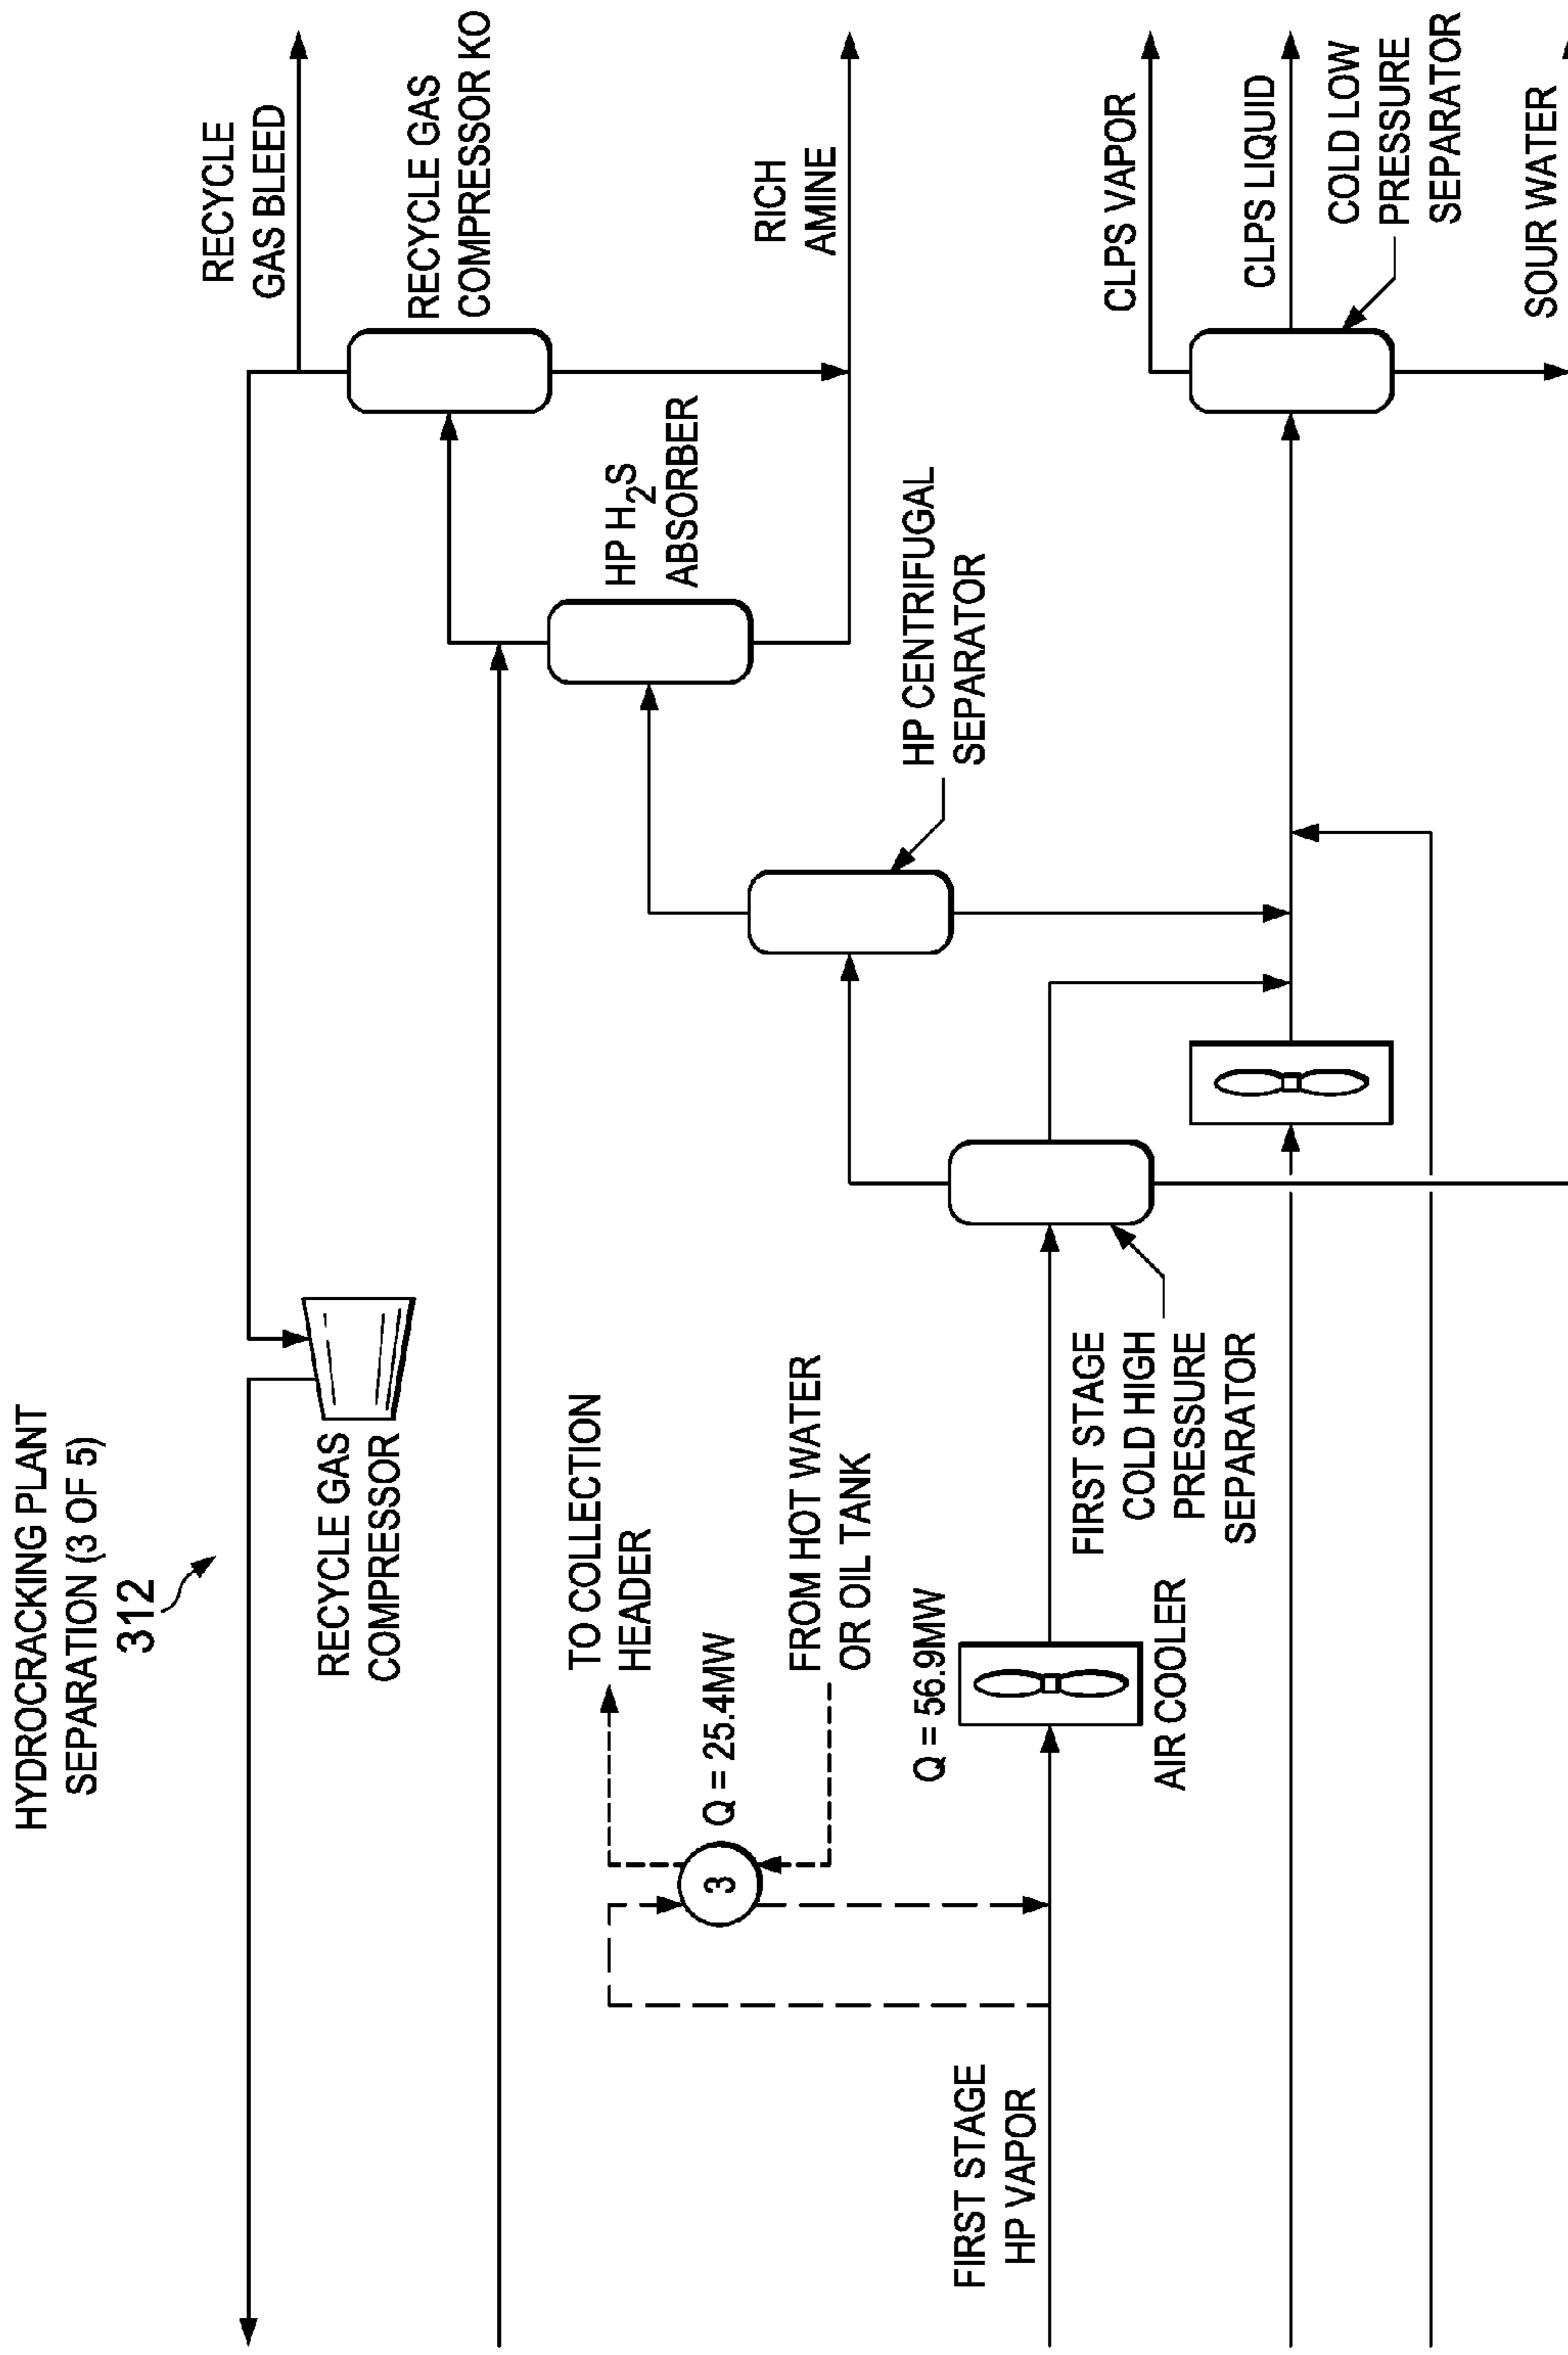 HYDROCRACKING PLANT
SEPARATION (3 OF 5)
312
RECYCLE
GAS BLEED
RECYCLE GAS
COMPRESSOR
RECYCLE GAS
COMPRESSOR KO
TO COLLECTION
HEADER
HP H2S
ABSORBER
3
Q = 25.4MW
RICH
AMINE
FROM HOT WATER
OR OIL TANK
HP CENTRIFUGAL
SEPARATOR
Q = 56.9MW
FIRST STAGE
HP VAPOR
AIR COOLER
FIRST STAGE
COLD HIGH
PRESSURE
SEPARATOR
CLPS VAPOR
CLPS LIQUID
COLD LOW
PRESSURE
SEPARATOR
SOUR WATER